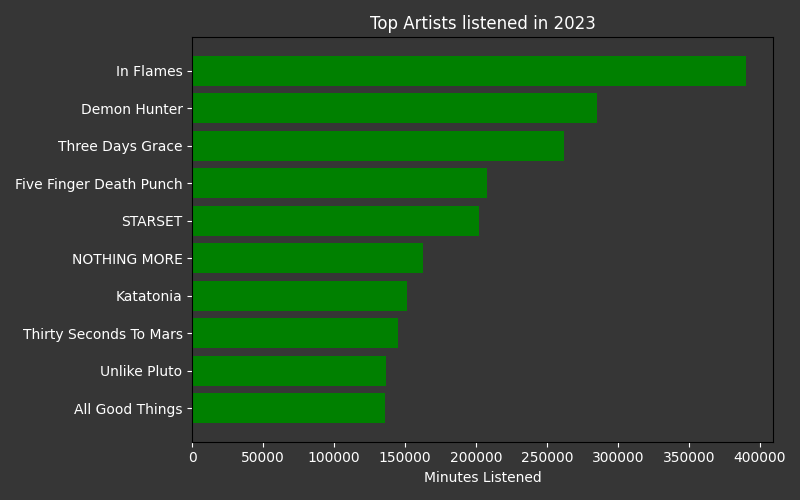 Top Artists listened in 2023
In Flames
Demon Hunter
Three Days Grace
Five Finger Death Punch
STARSET
NOTHING MORE
Katatonia
Thirty Seconds To Mars
Unlike Pluto
All Good Things
0 50000 100000 150000 200000 250000 300000 350000 400000
Minutes Listened